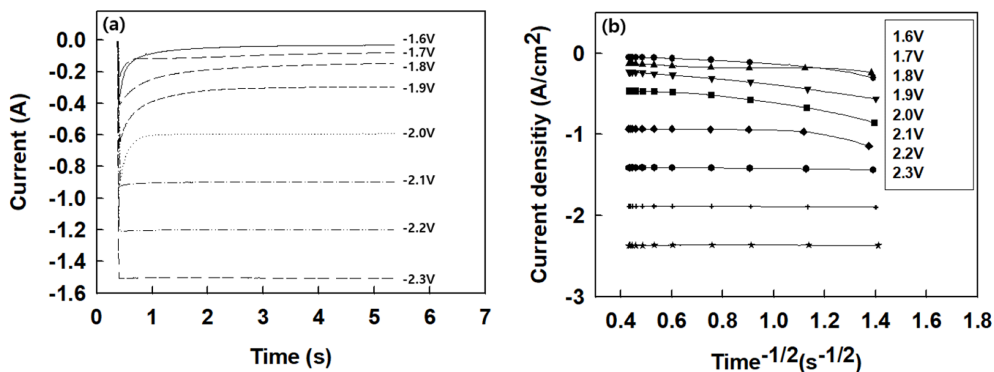 (a)
0.0
-0.2
-0.4
-0.6
-0.8
-1.0
-1.2
-1.4
-1.6
Current (A)
-1.6V
-1.7V
-1.8V
-1.9V
-2.0V
-2.1V
-2.2V
-2.3V
0 1 2 3 4 5 6 7
Time (s)
(b)
0
-1
-2
-3
Current densitiy (A/cm2)
1.6V
1.7V
1.8V
1.9V
2.0V
2.1V
2.2V
2.3V
0.4 0.6 0.8 1.0 1.2 1.4 1.6 1.8
Time-1/2(s-1/2)